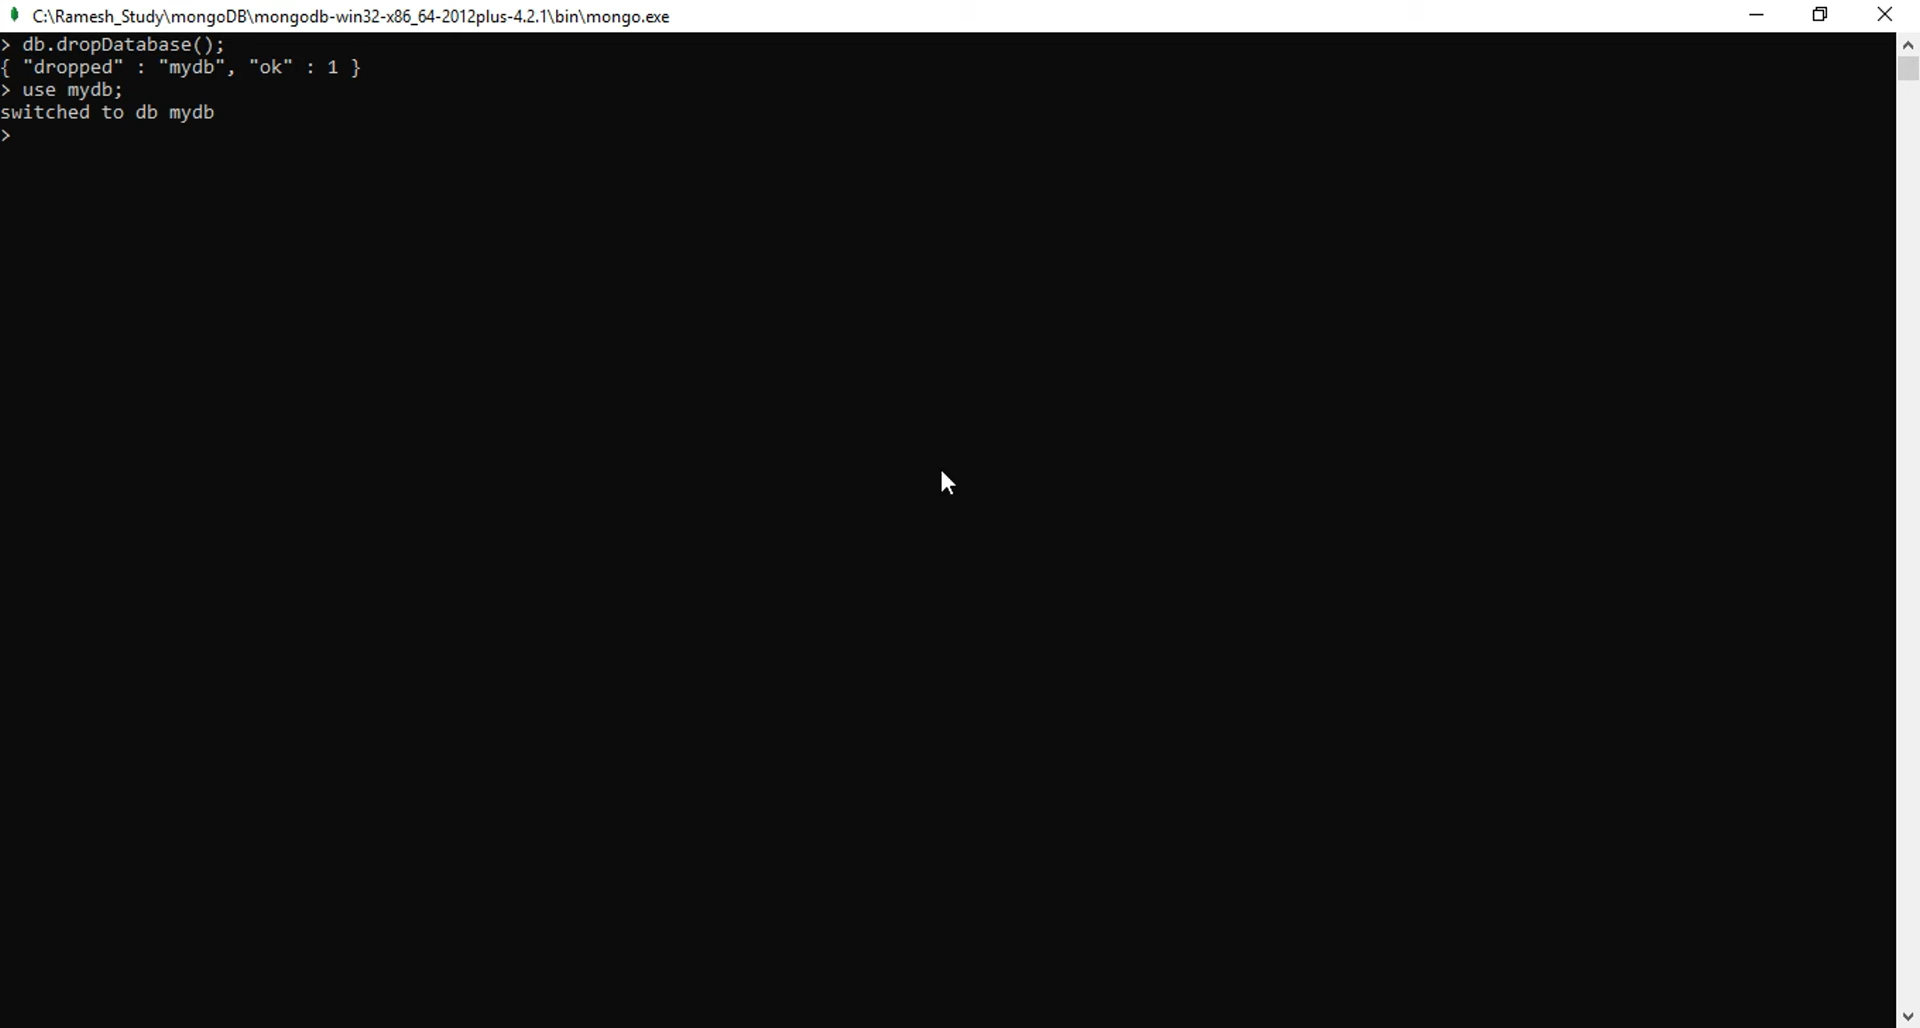 C:\Ramesh_Study\mongoDB\mongodb-win32-x86_64-2012plus-4.2.1\bin\mongo.exe
> db.dropDatabase();
{ "dropped" : "mydb", "ok" : 1 }
> use mydb;
switched to db mydb
>